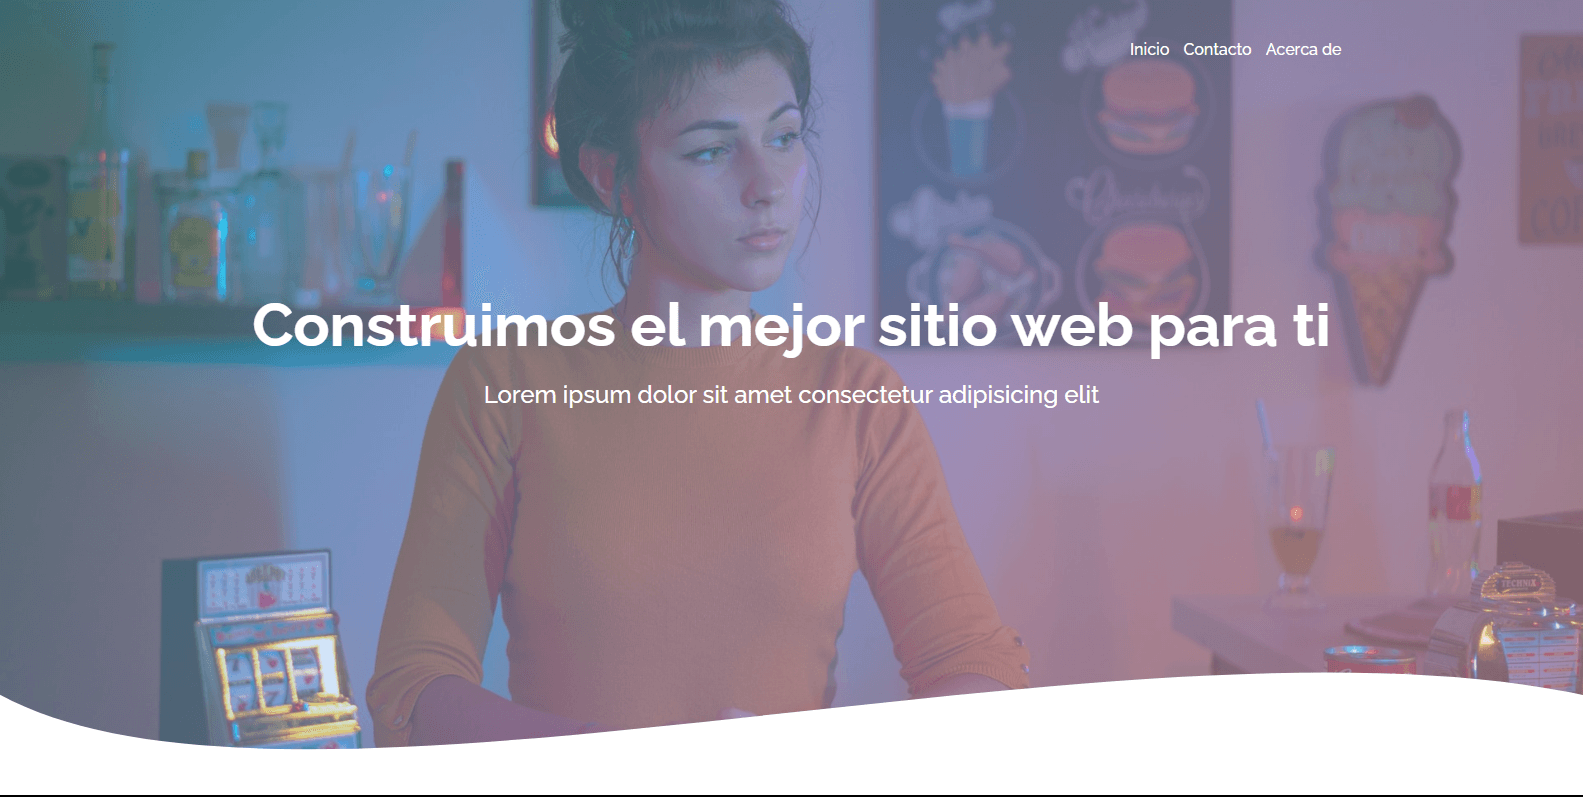 Inicio Contacto Acerca de
Construimos el mejor sitio web para ti
Lorem ipsum dolor sit amet consectetur adipisicing elit